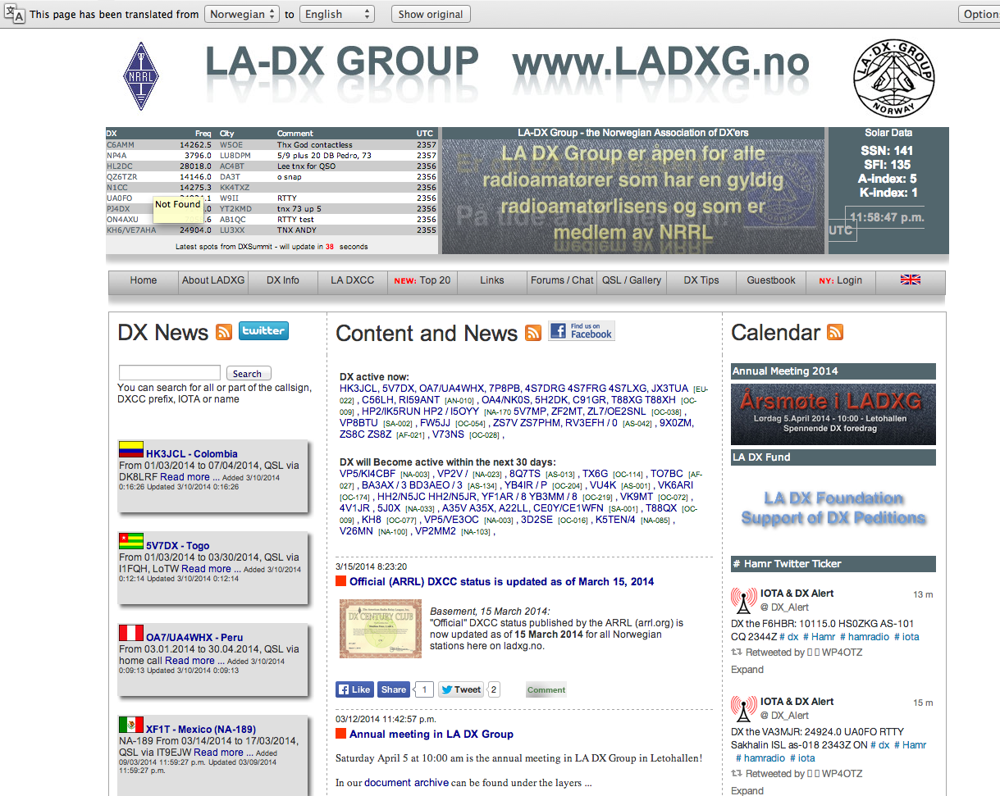 This page has been translated from Norwegian to English Show original Options
NRRL
LA-DX GROUP www.LADXG.no
LA-DX-GROUP NORWAY
DX Freq City Comment UTC
C6AMM 14262.5 W5OE Thx God contactless 2357
NP4A 3796.0 LU8DPM 5/9 plus 20 DB Pedro, 73 2357
HL2DC 28018.0 AC4BT Lee tnx for QSO 2356
QZ6TZR 14146.0 DA3T o snap 2356
N1CC 14275.3 KK4TXZ 2356
UA0FO .1 W9II RTTY 2356
PJ4DX .0 YT2KMD tnx 73 up 5 2356
ON4AXU .6 AB1QC RTTY test 2356
KH6/VE7AHA 24904.0 LU3XX TNX ANDY 2355
Not Found
Latest spots from DXSummit - will update in 38 seconds
LA-DX Group - the Norwegian Association of DX'ers
LA DX Group er åpen for alle
radioamatører som har en gyldig
radioamatørlisens og som er
medlem av NRRL
Solar Data
SSN: 141
SFI: 135
A-index: 5
K-index: 1
11:58:47 p.m.
UTC
Home About LADXG DX Info LA DXCC NEW: Top 20 Links Forums / Chat QSL / Gallery DX Tips Guestbook NY: Login
DX News twitter
Search
You can search for all or part of the callsign,
DXCC prefix, IOTA or name
HK3JCL - Colombia
From 01/03/2014 to 07/04/2014, QSL via
DK8LRF Read more ... Added 3/10/2014
0:16:26 Updated 3/10/2014 0:16:26
5V7DX - Togo
From 01/03/2014 to 03/30/2014, QSL via
I1FQH, LoTW Read more ... Added 3/10/2014
0:12:14 Updated 3/10/2014 0:12:14
OA7/UA4WHX - Peru
From 03.01.2014 to 30.04.2014, QSL via
home call Read more ... Added 3/10/2014
0:09:13 Updated 3/10/2014 0:09:13
XF1T - Mexico (NA-189)
NA-189 From 03/14/2014 to 17/03/2014,
QSL via IT9EJW Read more ... Added
09/03/2014 11:59:27 p.m. Updated 03/09/2014
11:59:27 p.m.
Content and News Find us on Facebook
DX active now:
HK3JCL, 5V7DX, OA7/UA4WHX, 7P8PB, 4S7DRG 4S7FRG 4S7LXG, JX3TUA [EU-
022] , C56LH, RI59ANT [AN-010] , OA4/NK0S, 5H2DK, C91GR, T88XG T88XH [OC-
009] , HP2/IK5RUN HP2 / I5OYY [NA-170 5V7MP, ZF2MT, ZL7/OE2SNL [OC-038] ,
VP8BTU [SA-002] , FW5JJ [OC-054] , ZS7V ZS7PHM, RV3EFH / 0 [AS-042] , 9X0ZM,
ZS8C ZS8Z [AF-021] , V73NS [OC-028] ,
DX will Become active within the next 30 days:
VP5/KI4CBF [NA-003] , VP2V / [NA-023] , 8Q7TS [AS-013] , TX6G [OC-114] , TO7BC [AF-
027] , BA3AX / 3 BD3AEO / 3 [AS-134] , YB4IR / P [OC-204] , VU4K [AS-001] , VK6ARI
[OC-174] , HH2/N5JC HH2/N5JR, YF1AR / 8 YB3MM / 8 [OC-219] , VK9MT [OC-072] ,
4V1JR , 5J0X [NA-033] , A35V A35X, A22LL, CE0Y/CE1WFN [SA-001] , T88QX [OC-
009] , KH8 [OC-077] , VP5/VE3OC [NA-003] , 3D2SE [OC-016] , K5TEN/4 [NA-085] ,
V26MN [NA-100] , VP2MM2 [NA-103] ,
3/15/2014 8:23:20
Official (ARRL) DXCC status is updated as of March 15, 2014
DX CENTURY CLUB
Basement, 15 March 2014:
"Official" DXCC status published by the ARRL (arrl.org) is
now updated as of 15 March 2014 for all Norwegian
stations here on ladxg.no.
Like Share 1 Tweet 2 Comment
03/12/2014 11:42:57 p.m.
Annual meeting in LA DX Group
Saturday April 5 at 10:00 am is the annual meeting in LA DX Group in Letohallen!
In our document archive can be found under the layers ...
Calendar
Annual Meeting 2014
Årsmøte i LADXG
Lørdag 5.April 2014 - 10:00 - Letohallen
Spennende DX foredrag
LA DX Fund
LA DX Foundation
Support of DX Peditions
# Hamr Twitter Ticker
IOTA & DX Alert 13 m
@ DX_Alert
DX the F6HBR: 10115.0 HS0ZKG AS-101
CQ 2344Z # dx # Hamr # hamradio # iota
Retweeted by WP4OTZ
Expand
IOTA & DX Alert 15 m
@ DX_Alert
DX the VA3MJR: 24924.0 UA0FO RTTY
Sakhalin ISL as-018 2343Z ON # dx # Hamr
# hamradio # iota
Retweeted by WP4OTZ
Expand